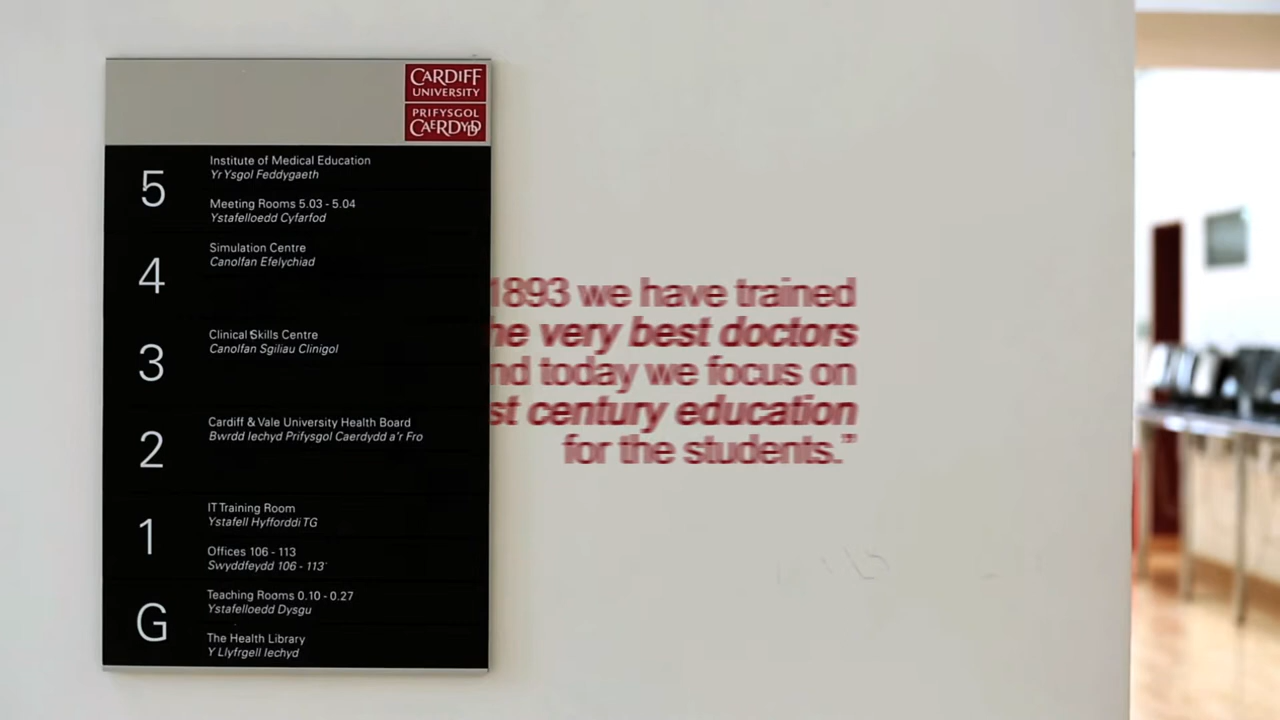 CARDIFF
UNIVERSITY
PRIFYSGOL
CAERDYDD
5
Institute of Medical Education
Yr Ysgol Feddygaeth
Meeting Rooms 5.03 - 5.04
Ystafelloedd Cyfarfod
4
Simulation Centre
Canolfan Efelychiad
3
Clinical Skills Centre
Canolfan Sgiliau Clinigol
2
Cardiff & Vale University Health Board
Bwrdd Iechyd Prifysgol Caerdydd a'r Fro
1
IT Training Room
Ystafell Hyfforddi TG
Offices 106 - 113
Swyddfeydd 106 - 113
G
Teaching Rooms 0.10 - 0.27
Ystafelloedd Dysgu
The Health Library
Y Llyfrgell Iechyd
1893 we have trained
he very best doctors
nd today we focus on
st century education
for the students.”